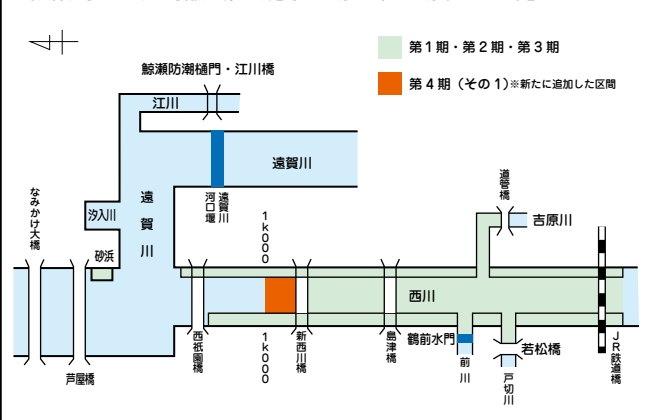 第1期・第2期・第3期
第4期（その1）※新たに追加した区間
鯨瀬防潮樋門・江川橋
江川
遠賀川
遠賀川
河口堰
道管橋
吉原川
なみかけ大橋
汐入川
遠賀川
砂浜
1k000
西川
芦屋橋
西祇園橋
1k000
新西川橋
島津橋
鶴前水門
前川
若松橋
戸切川
JR鉄道橋